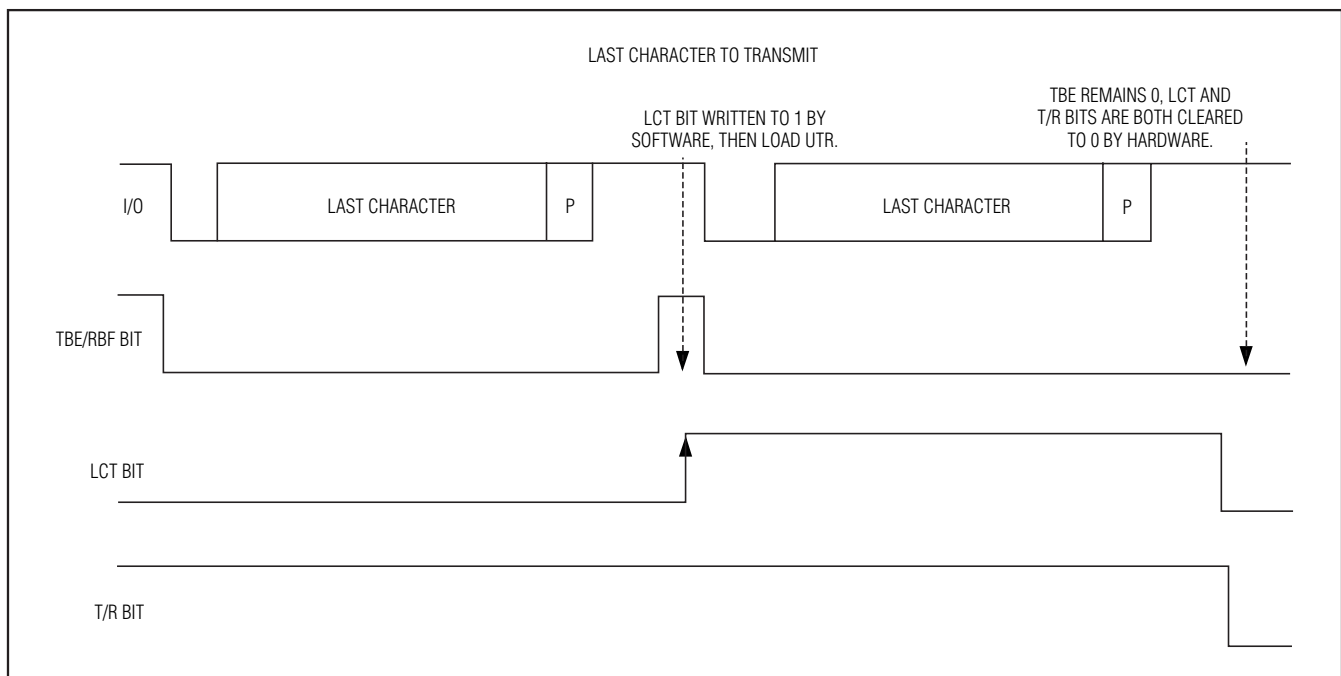 LAST CHARACTER TO TRANSMIT
LCT BIT WRITTEN TO 1 BY
SOFTWARE, THEN LOAD UTR.
TBE REMAINS 0, LCT AND
T/R BITS ARE BOTH CLEARED
TO 0 BY HARDWARE.
I/O
LAST CHARACTER
P
LAST CHARACTER
P
TBE/RBF BIT
LCT BIT
T/R BIT